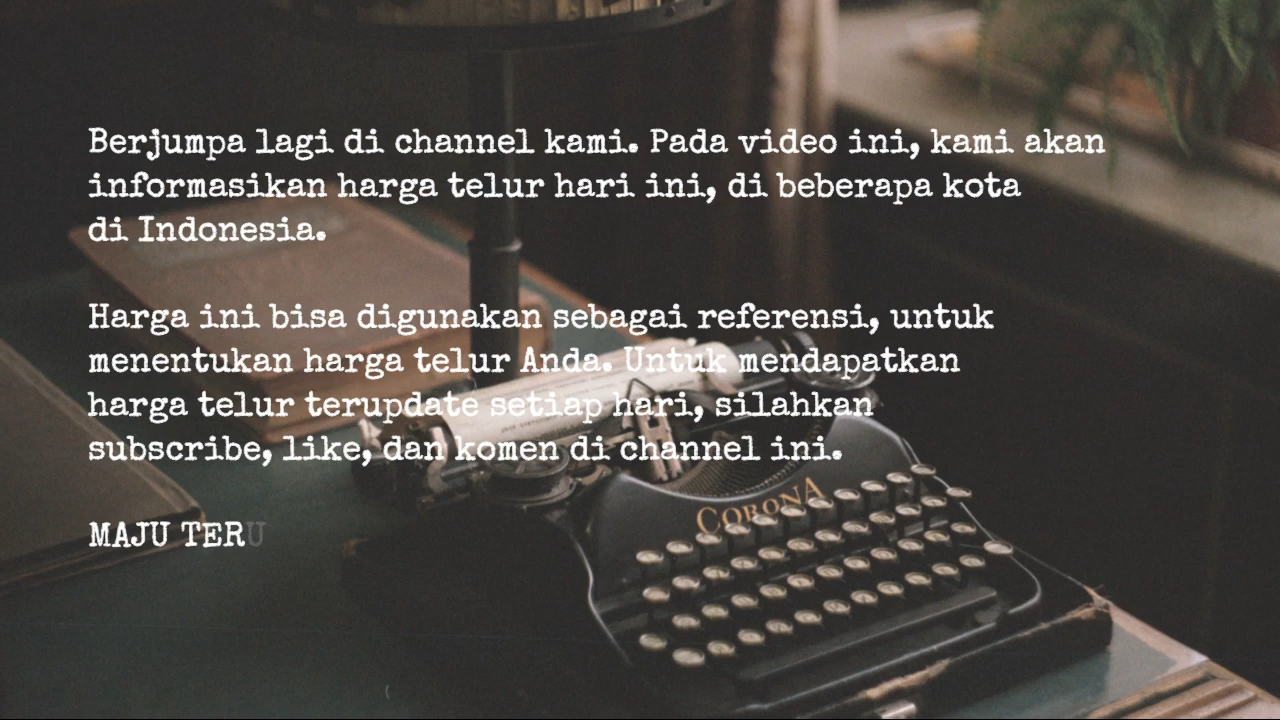 Berjumpa lagi di channel kami. Pada video ini, kami akan
informasikan harga telur hari ini, di beberapa kota
di Indonesia.
Harga ini bisa digunakan sebagai referensi, untuk
menentukan harga telur Anda. Untuk mendapatkan
harga telur terupdate setiap hari, silahkan
subscribe, like, dan komen di channel ini.
MAJU TERU
CORONA